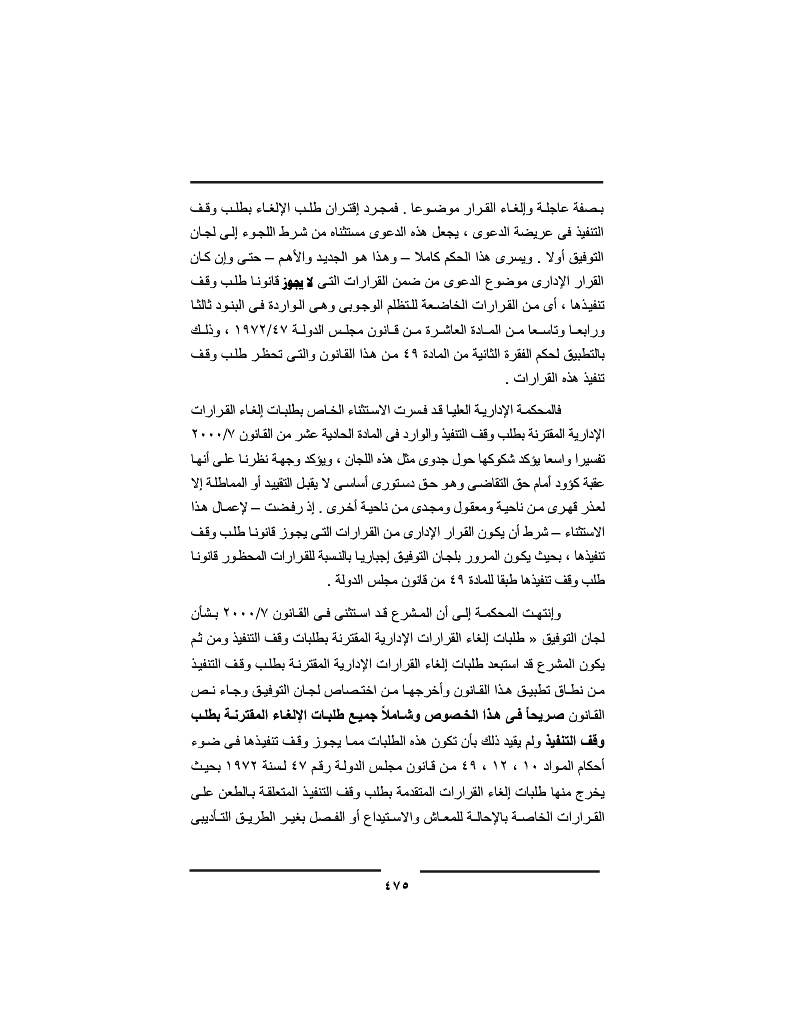 بصفة عاجلة وإلغاء القرار موضوعا . فمجرد إقتران طلب الإلغاء بطلب وقف
التنفيذ فى عريضة الدعوى ، يجعل هذه الدعوى مستثناه من شرط اللجوء إلى لجان
التوفيق أولا . ويسرى هذا الحكم كاملا – وهذا هو الجديد والأهم – حتى وإن كان
القرار الإدارى موضوع الدعوى من ضمن القرارات التى لا يجوز قانونا طلب وقف
تنفيذها ، أى من القرارات الخاضعة للتظلم الوجوبى وهى الواردة فى البنود ثالثا
ورابعا وتاسعا من المادة العاشرة من قانون مجلس الدولة ١٩٧٢/٤٧ ، وذلك
بالتطبيق لحكم الفقرة الثانية من المادة ٤٩ من هذا القانون والتى تحظر طلب وقف
تنفيذ هذه القرارات .
فالمحكمة الإدارية العليا قد فسرت الاستثناء الخاص بطلبات إلغاء القرارات
الإدارية المقترنة بطلب وقف التنفيذ والوارد فى المادة الحادية عشر من القانون ٢٠٠٠/٧
تفسيرا واسعا يؤكد شكوكها حول جدوى مثل هذه اللجان ، ويؤكد وجهة نظرنا على أنها
عقبة كؤود أمام حق التقاضى وهو حق دستورى أساسى لا يقبل التقييد أو المماطلة إلا
لعذر قهرى من ناحية ومعقول ومجدى من ناحية أخرى . إذ رفضت – لإعمال هذا
الاستثناء – شرط أن يكون القرار الإدارى من القرارات التى يجوز قانونا طلب وقف
تنفيذها ، بحيث يكون المرور بلجان التوفيق إجباريا بالنسبة للقرارات المحظور قانونا
طلب وقف تنفيذها طبقا للمادة ٤٩ من قانون مجلس الدولة .
وإنتهت المحكمة إلى أن المشرع قد استثنى فى القانون ٢٠٠٠/٧ بشأن
لجان التوفيق « طلبات إلغاء القرارات الإدارية المقترنة بطلبات وقف التنفيذ ومن ثم
يكون المشرع قد استبعد طلبات إلغاء القرارات الإدارية المقترنة بطلب وقف التنفيذ
من نطاق تطبيق هذا القانون وأخرجها من اختصاص لجان التوفيق وجاء نص
القانون صريحاً فى هذا الخصوص وشاملاً جميع طلبات الإلغاء المقترنة بطلب
وقف التنفيذ ولم يقيد ذلك بأن تكون هذه الطلبات مما يجوز وقف تنفيذها فى ضوء
أحكام المواد ١٠ ، ١٢ ، ٤٩ من قانون مجلس الدولة رقم ٤٧ لسنة ١٩٧٢ بحيث
يخرج منها طلبات إلغاء القرارات المتقدمة بطلب وقف التنفيذ المتعلقة بالطعن على
القرارات الخاصة بالإحالة للمعاش والاستيداع أو الفصل بغير الطريق التأديبى
٤٧٥